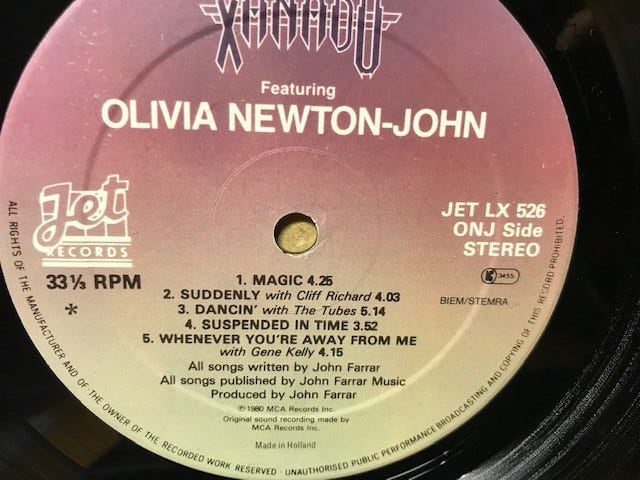 XANADU
Featuring
OLIVIA NEWTON-JOHN
Jet
RECORDS
33⅓ RPM
*
JET LX 526
ONJ Side
STEREO
K 3455
BIEM/STEMRA
1. MAGIC 4.25
2. SUDDENLY with Cliff Richard 4.03
3. DANCIN' with The Tubes 5.14
4. SUSPENDED IN TIME 3.52
5. WHENEVER YOU'RE AWAY FROM ME
with Gene Kelly 4.15
All songs written by John Farrar
All songs published by John Farrar Music
Produced by John Farrar
℗1980 MCA Records Inc.
Original sound recording made by
MCA Records Inc.
Made in Holland
ALL RIGHTS OF THE MANUFACTURER AND OF THE OWNER OF THE RECORDED WORK RESERVED · UNAUTHORISED PUBLIC PERFORMANCE BROADCASTING AND COPYING OF THIS RECORD PROHIBITED.